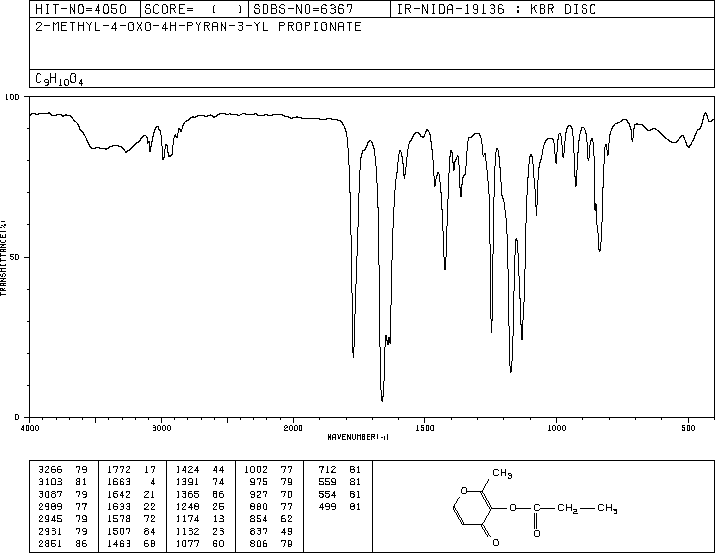 HIT-NO=4050 SCORE= ( ) SDBS-NO=6367 IR-NIDA-19136 : KBR DISC
2-METHYL-4-OXO-4H-PYRAN-3-YL PROPIONATE
C9H10O4
100
50
0
TRANSMITTANCE(%)
4000 3000 2000 1500 1000 500
WAVENUMBER(-1)
3266 79 1772 17 1424 44 1002 77 712 81
3103 81 1663 4 1391 74 975 79 559 81
3087 79 1642 21 1365 66 927 70 554 81
2989 77 1633 22 1248 25 880 77 499 81
2945 79 1578 72 1174 13 854 62
2931 79 1507 84 1132 23 837 49
2851 86 1463 68 1077 60 806 79
CH3
O
O
CH2
CH3
O
O